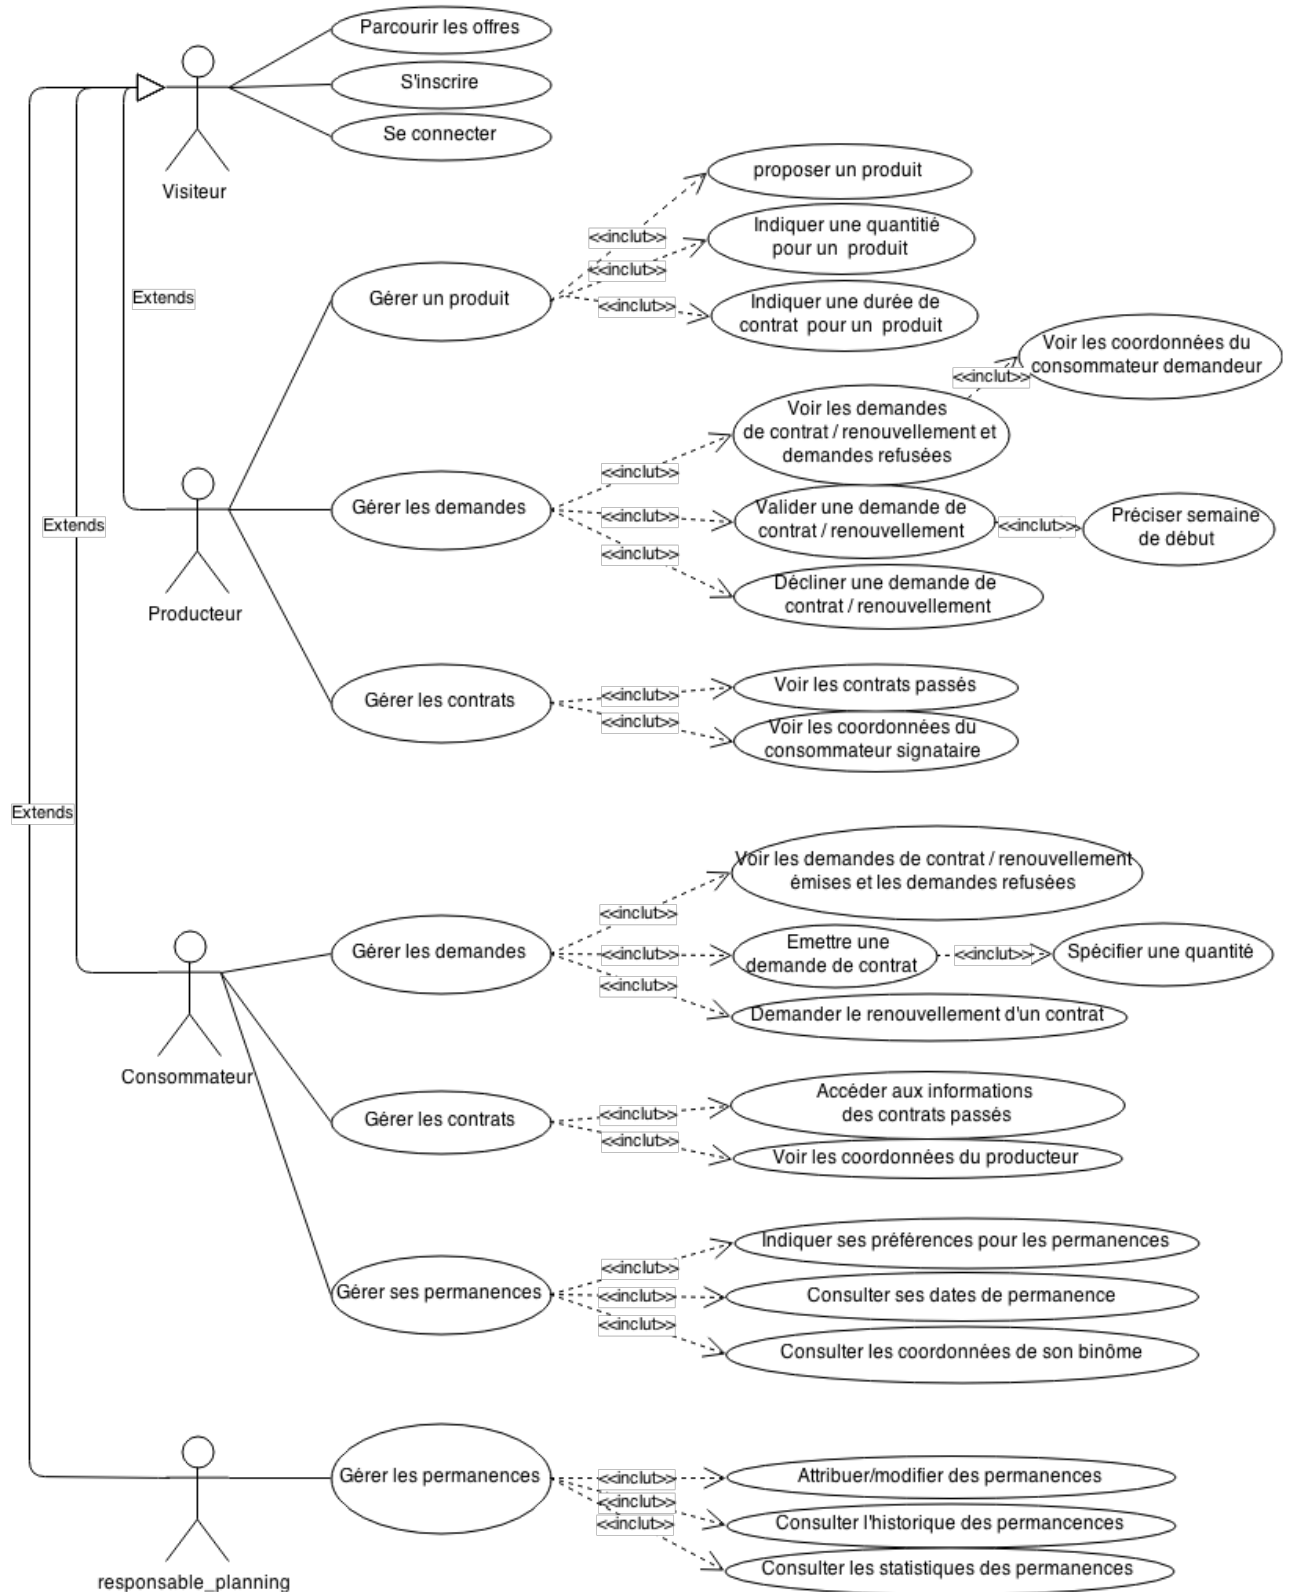 Parcourir les offres
S'inscrire
Se connecter
Visiteur
proposer un produit
<<inclut>>
Indiquer une quantitié
pour un produit
<<inclut>>
Extends
Gérer un produit
<<inclut>>
Indiquer une durée de
contrat pour un produit
Voir les coordonnées du
consommateur demandeur
<<inclut>>
Voir les demandes
de contrat / renouvellement et
demandes refusées
<<inclut>>
Gérer les demandes
Valider une demande de
contrat / renouvellement
<<inclut>>
<<inclut>>
Préciser semaine
de début
Extends
<<inclut>>
Décliner une demande de
contrat / renouvellement
Producteur
Gérer les contrats
<<inclut>>
Voir les contrats passés
<<inclut>>
Voir les coordonnées du
consommateur signataire
Extends
Voir les demandes de contrat / renouvellement
émises et les demandes refusées
<<inclut>>
Gérer les demandes
<<inclut>>
Emettre une
demande de contrat
<<inclut>>
Spécifier une quantité
<<inclut>>
Demander le renouvellement d'un contrat
Consommateur
Gérer les contrats
<<inclut>>
Accéder aux informations
des contrats passés
<<inclut>>
Voir les coordonnées du producteur
Indiquer ses préférences pour les permanences
<<inclut>>
Gérer ses permanences
<<inclut>>
Consulter ses dates de permanence
<<inclut>>
Consulter les coordonnées de son binôme
Gérer les permanences
<<inclut>>
Attribuer/modifier des permanences
<<inclut>>
Consulter l'historique des permancences
<<inclut>>
Consulter les statistiques des permanences
responsable_planning